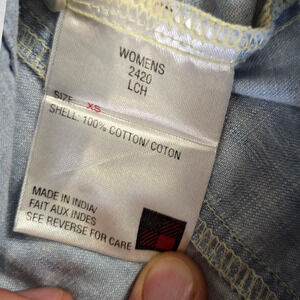 WOMENS
2420
LCH
SIZE XS
SHELL: 100% COTTON/ COTON
MADE IN INDIA/
FAIT AUX INDES
SEE REVERSE FOR CARE